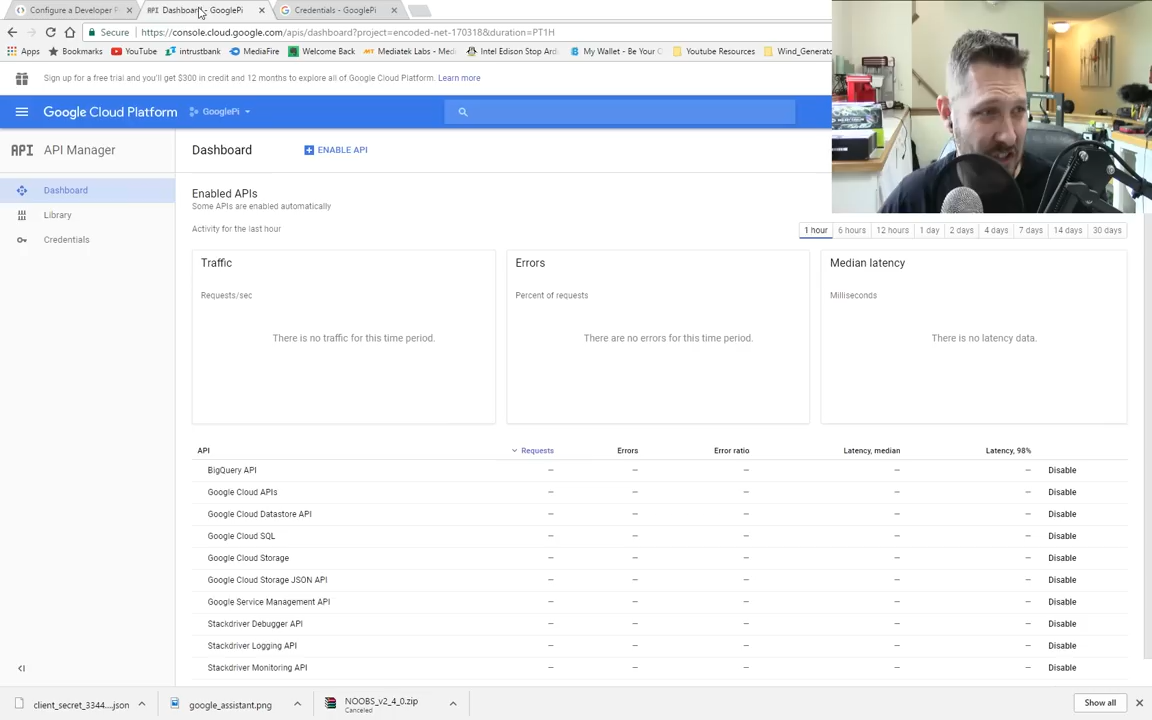 Configure a Developer P
API Dashboard - GooglePi
Credentials - GooglePi
Secure https://console.cloud.google.com/apis/dashboard?project=encoded-net-170318&duration=PT1H
Apps Bookmarks YouTube intrustbank MediaFire Welcome Back Mediatek Labs - Med Intel Edison Stop And My Wallet - Be Your O Youtube Resources Wind_Generato
Sign up for a free trial and you'll get $300 in credit and 12 months to explore all of Google Cloud Platform. Learn more
Google Cloud Platform GooglePi
API API Manager
Dashboard
Library
Credentials
Dashboard ENABLE API
Enabled APIs
Some APIs are enabled automatically
Activity for the last hour
1 hour 6 hours 12 hours 1 day 2 days 4 days 7 days 14 days 30 days
Traffic
Requests/sec
There is no traffic for this time period.
Errors
Percent of requests
There are no errors for this time period.
Median latency
Milliseconds
There is no latency data.
API Requests Errors Error ratio Latency, median Latency, 98%
BigQuery API – – – – – Disable
Google Cloud APIs – – – – – Disable
Google Cloud Datastore API – – – – – Disable
Google Cloud SQL – – – – – Disable
Google Cloud Storage – – – – – Disable
Google Cloud Storage JSON API – – – – – Disable
Google Service Management API – – – – – Disable
Stackdriver Debugger API – – – – – Disable
Stackdriver Logging API – – – – – Disable
Stackdriver Monitoring API – – – – – Disable
client_secret_3344....json
google_assistant.png
NOOBS_v2_4_0.zip
Canceled
Show all